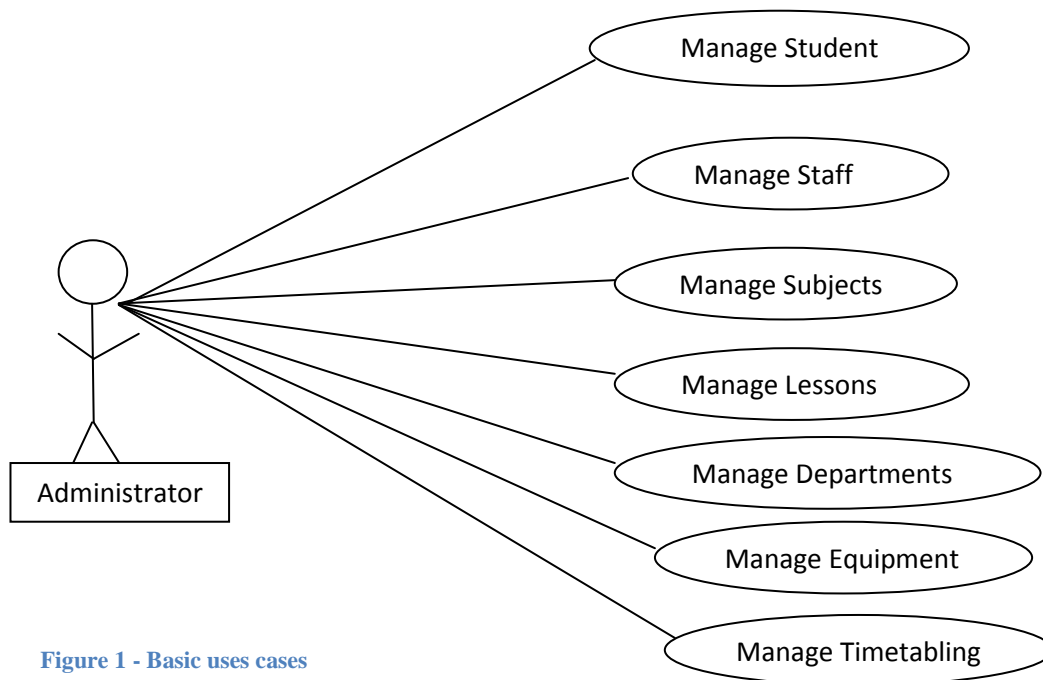 Manage Student
Manage Staff
Manage Subjects
Manage Lessons
Administrator
Manage Departments
Manage Equipment
Manage Timetabling
Figure 1 - Basic uses cases